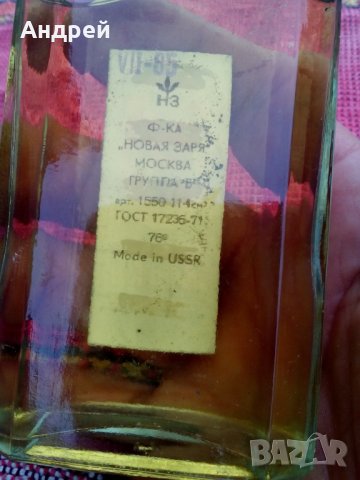 Андрей
VII-85
НЗ
Ф-КА
„НОВАЯ ЗАРЯ"
МОСКВА
ГРУППА "В"
арт. 1550 114см³
ГОСТ 17236-71
76°
Made in USSR
BAZAR